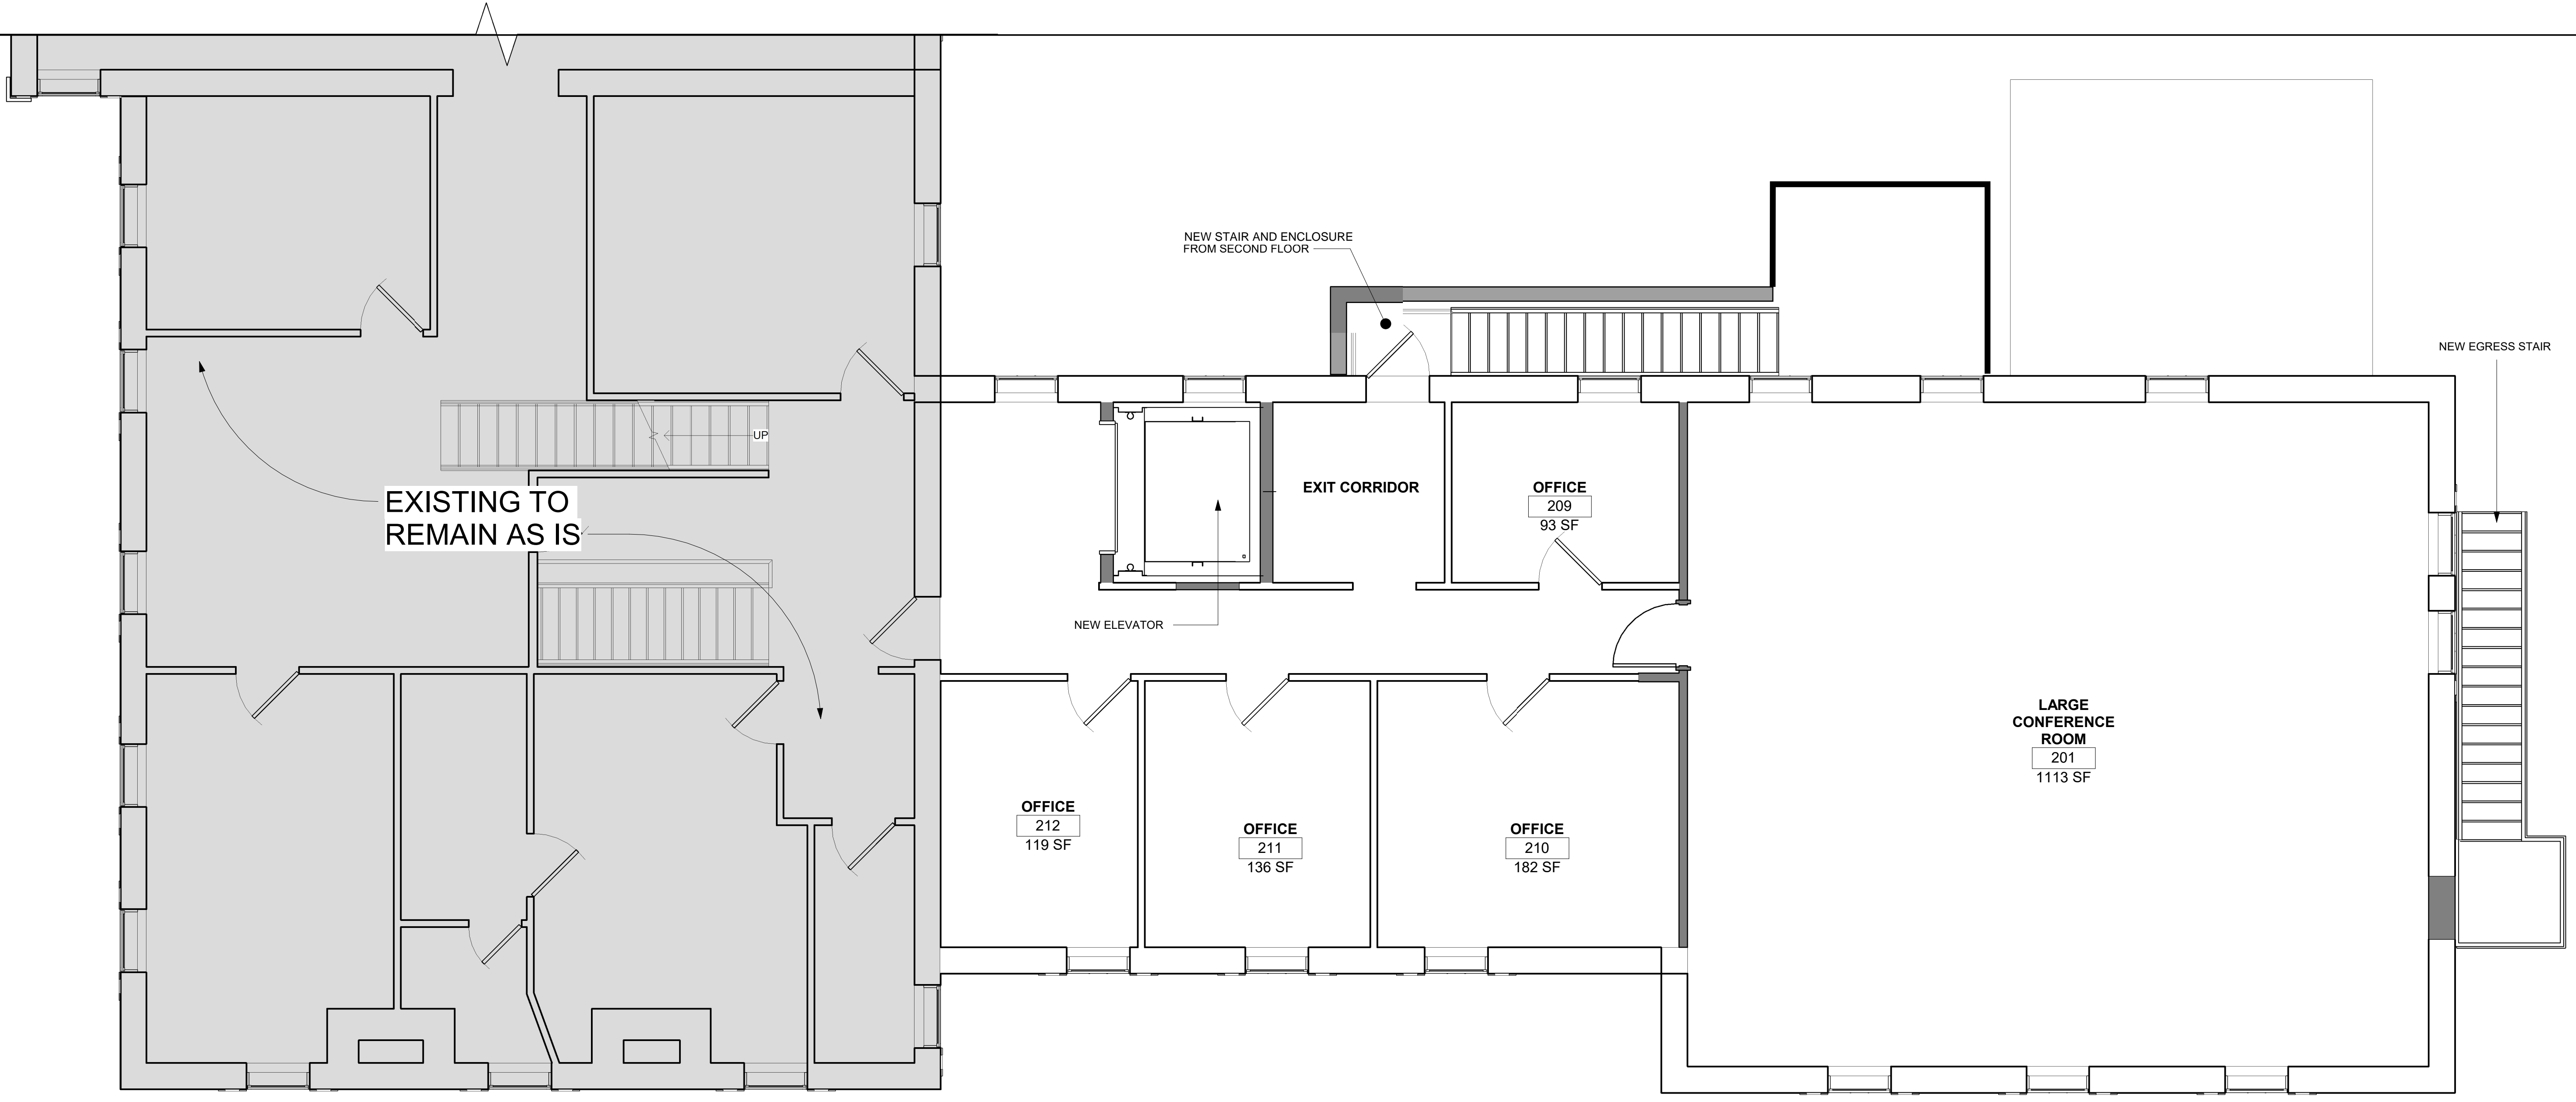 NEW STAIR AND ENCLOSURE
FROM SECOND FLOOR
NEW EGRESS STAIR
UP
EXISTING TO
REMAIN AS IS
EXIT CORRIDOR
OFFICE
209
93 SF
NEW ELEVATOR
LARGE
CONFERENCE
ROOM
201
1113 SF
OFFICE
212
119 SF
OFFICE
211
136 SF
OFFICE
210
182 SF